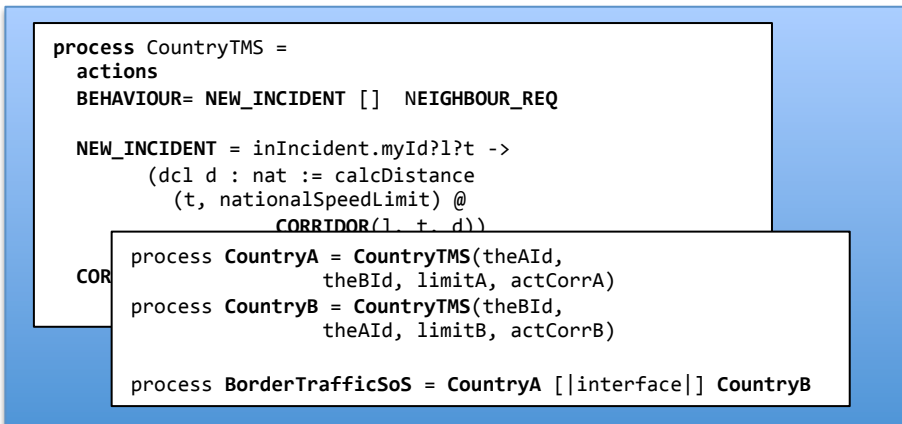 process CountryTMS =
actions
BEHAVIOUR= NEW_INCIDENT [] NEIGHBOUR_REQ
NEW_INCIDENT = inIncident.myId?l?t ->
(dcl d : nat := calcDistance
(t, nationalSpeedLimit) @
CORRIDOR(l, t, d))
COR
process CountryA = CountryTMS(theAId,
theBId, limitA, actCorrA)
process CountryB = CountryTMS(theBId,
theAId, limitB, actCorrB)
process BorderTrafficSoS = CountryA [|interface|] CountryB